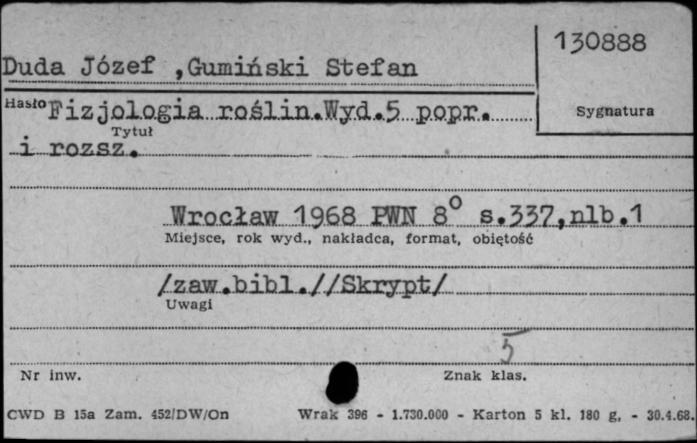 130888
Duda Józef ,Gumiński Stefan
Hasło Fizjologia roślin.Wyd.5 popr.
Sygnatura
Tytuł
i rozsz.
Wrocław 1968 PWN 8° s.337,nlb.1
Miejsce, rok wyd., nakładca, format, objętość
/zaw.bibl.//Skrypt/
Uwagi
5
Nr inw. Znak klas.
CWD B 15a Zam. 452/DW/On Wrak 396 - 1.730.000 - Karton 5 kl. 180 g, - 30.4.68.